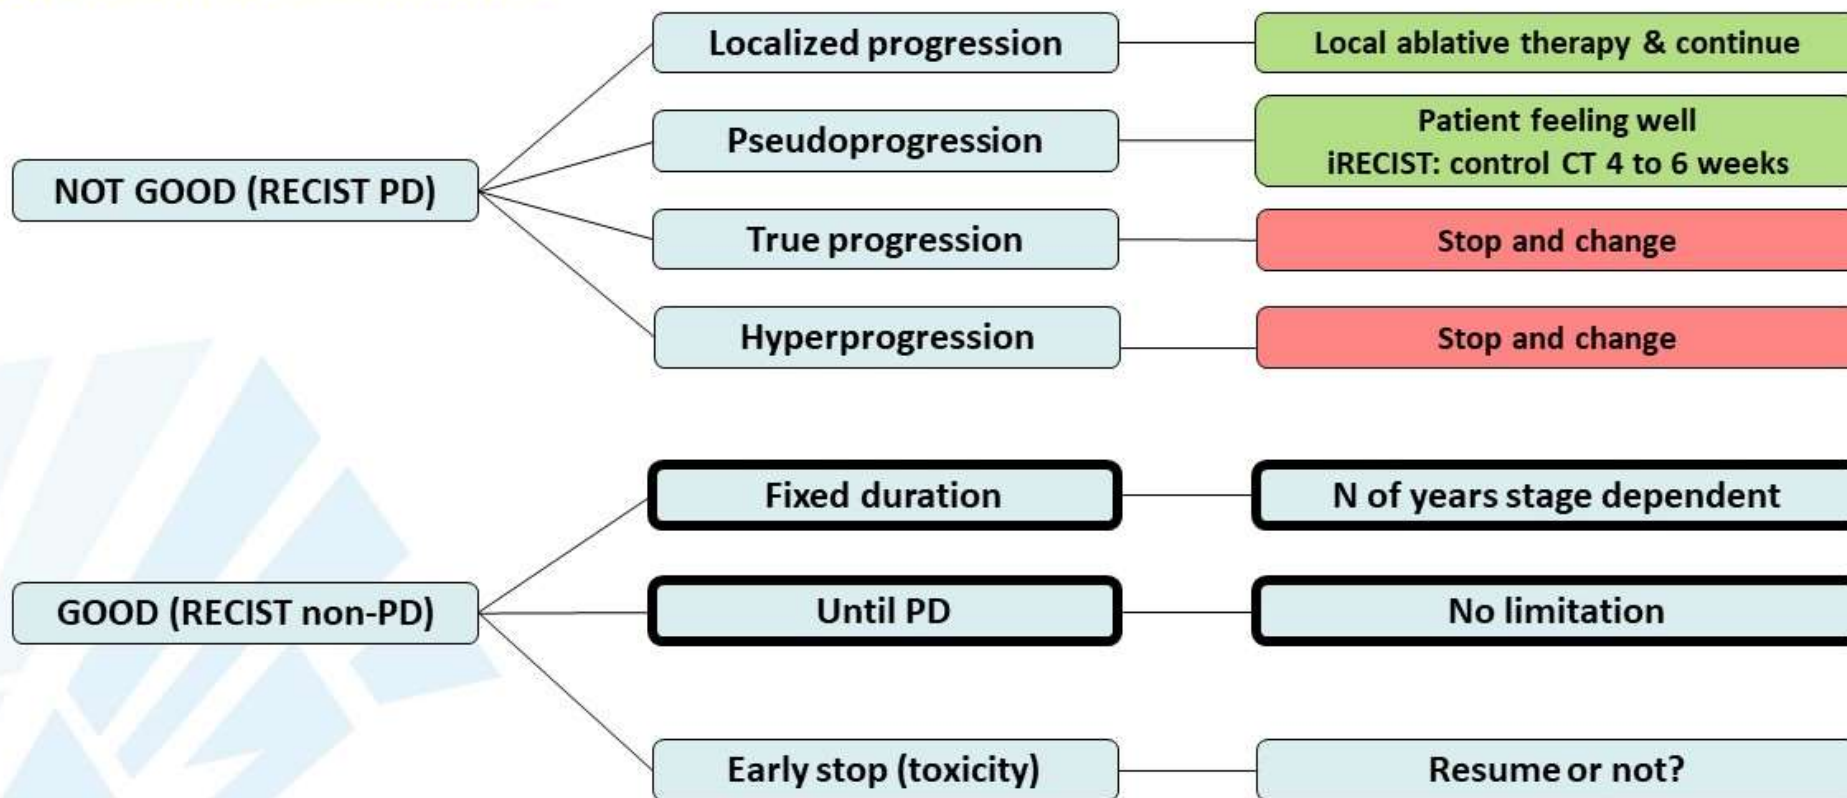 NOT GOOD (RECIST PD)
Localized progression
Local ablative therapy & continue
Pseudoprogression
Patient feeling well
iRECIST: control CT 4 to 6 weeks
True progression
Stop and change
Hyperprogression
Stop and change
GOOD (RECIST non-PD)
Fixed duration
N of years stage dependent
Until PD
No limitation
Early stop (toxicity)
Resume or not?